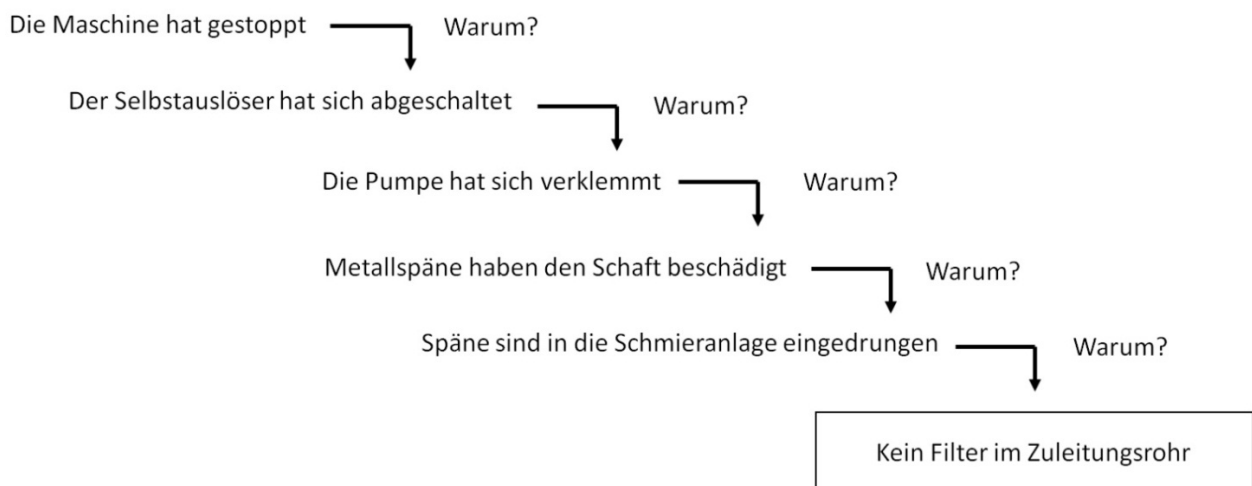 Die Maschine hat gestoppt Warum?
Der Selbstauslöser hat sich abgeschaltet Warum?
Die Pumpe hat sich verklemmt Warum?
Metallspäne haben den Schaft beschädigt Warum?
Späne sind in die Schmieranlage eingedrungen Warum?
Kein Filter im Zuleitungsrohr